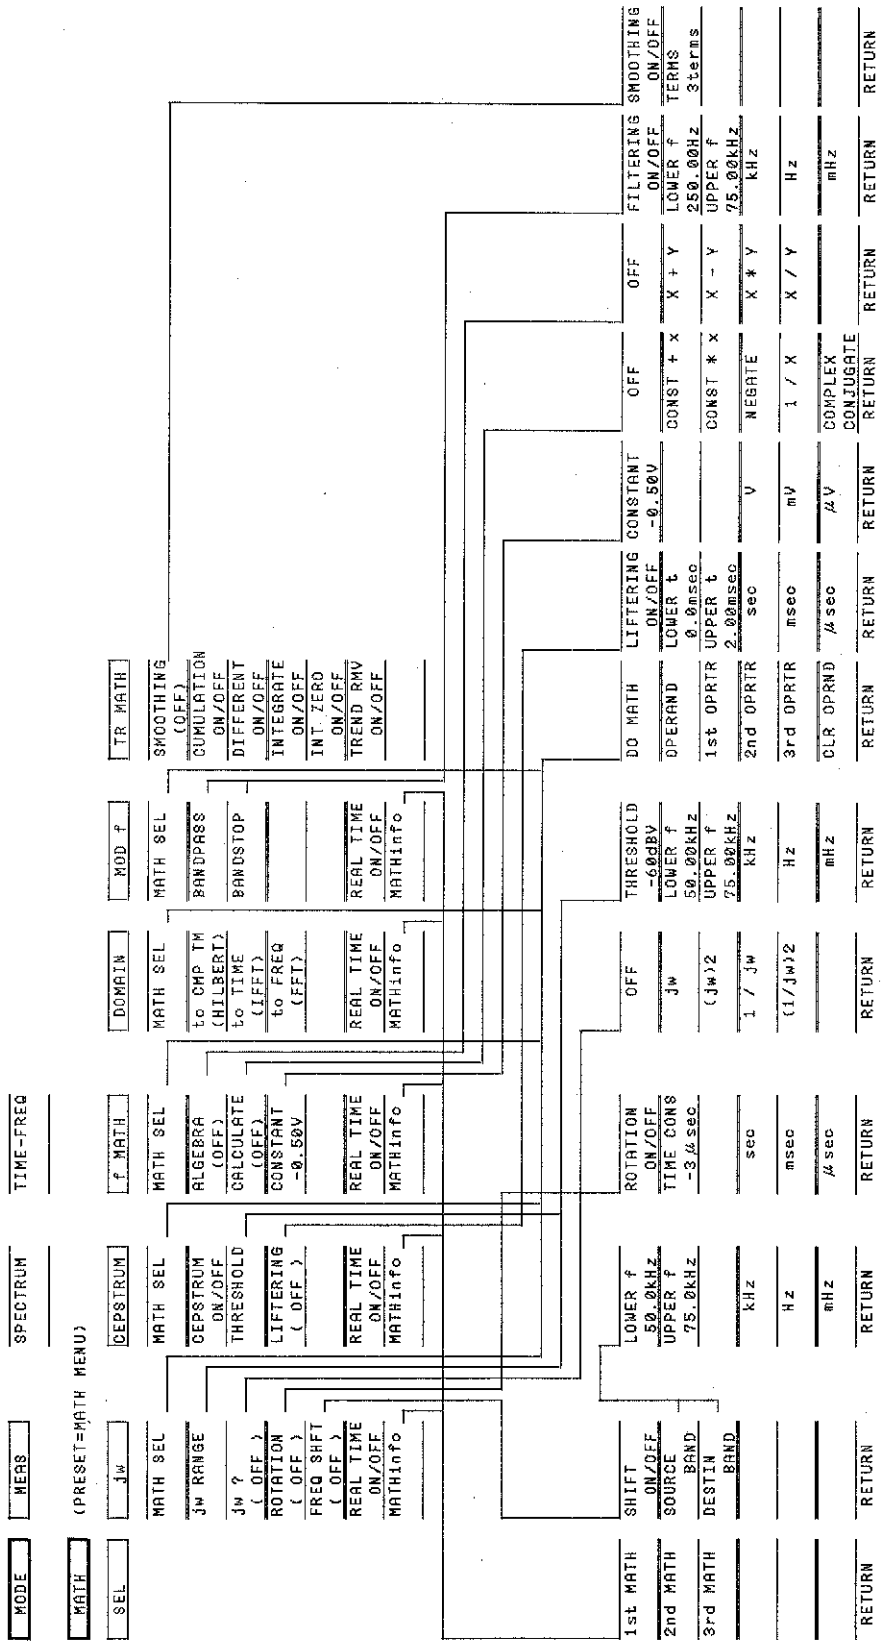 MODE
MEAS
SPECTRUM
TIME-FREQ
MATH
(PRESET=MATH MENU)
SEL
jw
CEPSTRUM
f MATH
DOMAIN
MOD f
TR MATH
MATH SEL
jw RANGE
jw ?
( OFF )
ROTATION
( OFF )
FREQ SHFT
( OFF )
REAL TIME
ON/OFF
MATHinfo
MATH SEL
CEPSTRUM
ON/OFF
THRESHOLD
LIFTERING
( OFF )
REAL TIME
ON/OFF
MATHinfo
MATH SEL
ALGEBRA
(OFF)
CALCULATE
(OFF)
CONSTANT
-0.50V
REAL TIME
ON/OFF
MATHinfo
MATH SEL
to CMP TM
(HILBERT)
to TIME
(IFFT)
to FREQ
(FFT)
REAL TIME
ON/OFF
MATHinfo
MATH SEL
BANDPASS
BANDSTOP
REAL TIME
ON/OFF
MATHinfo
SMOOTHING
(OFF)
CUMULATION
ON/OFF
DIFFERENT
ON/OFF
INTEGRATE
ON/OFF
INT.ZERO
ON/OFF
TREND RMV
ON/OFF
1st MATH
2nd MATH
3rd MATH
RETURN
SHIFT
ON/OFF
SOURCE
BAND
DESTIN
BAND
RETURN
LOWER f
50.0kHz
UPPER f
75.0kHz
kHz
Hz
mHz
RETURN
ROTATION
ON/OFF
TIME CONS
-3μsec
sec
msec
μsec
RETURN
OFF
jw
(jw)2
1 / jw
(1/jw)2
RETURN
THRESHOLD
-60dBV
LOWER f
50.00kHz
UPPER f
75.00kHz
kHz
Hz
mHz
RETURN
DO MATH
OPERAND
1st OPRTR
2nd OPRTR
3rd OPRTR
CLR OPRND
RETURN
LIFTERING
ON/OFF
LOWER t
0.0msec
UPPER t
2.00msec
sec
msec
μsec
RETURN
CONSTANT
-0.50V
V
mV
μV
RETURN
OFF
CONST + x
CONST * x
NEGATE
1 / X
COMPLEX
CONJUGATE
RETURN
OFF
X + Y
X - Y
X * Y
X / Y
RETURN
FILTERING
ON/OFF
LOWER f
250.00Hz
UPPER f
75.00kHz
kHz
Hz
mHz
RETURN
SMOOTHING
ON/OFF
TERMS
3terms
RETURN